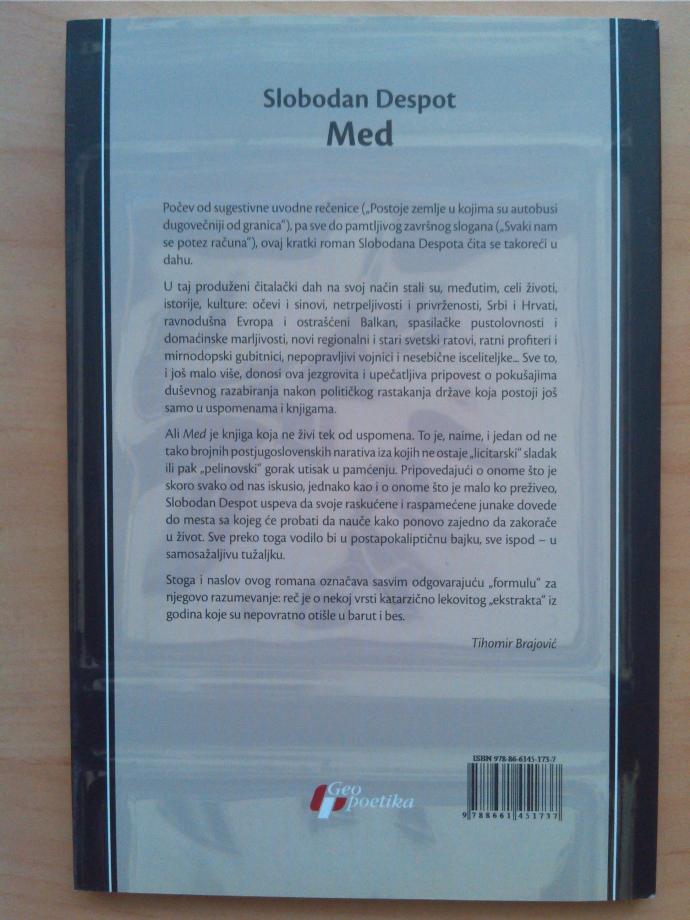 Slobodan Despot
Med
Počev od sugestivne uvodne rečenice („Postoje zemlje u kojima su autobusi
dugovečniji od granica“), pa sve do pamtljivog završnog slogana („Svaki nam
se potez računa“), ovaj kratki roman Slobodana Despota čita se takoreći u
dahu.
U taj produženi čitalački dah na svoj način stali su, međutim, celi životi,
istorije, kulture: očevi i sinovi, netrpeljivosti i privrženosti, Srbi i Hrvati,
ravnodušna Evropa i ostrašćeni Balkan, spasilačke pustolovnosti i
domaćinske marljivosti, novi regionalni i stari svetski ratovi, ratni profiteri i
mirnodopski gubitnici, nepopravljivi vojnici i nesebične isceliteljke... Sve to,
i još malo više, donosi ova jezgrovita i upečatljiva pripovest o pokušajima
duševnog razabiranja nakon političkog rastakanja države koja postoji još
samo u uspomenama i knjigama.
Ali Med je knjiga koja ne živi tek od uspomena. To je, naime, i jedan od ne
tako brojnih postjugoslovenskih narativa iza kojih ne ostaje „licitarski“ sladak
ili pak „pelinovski“ gorak utisak u pamćenju. Pripovedajući o onome što je
skoro svako od nas iskusio, jednako kao i o onome što je malo ko preživeo,
Slobodan Despot uspeva da svoje raskućene i raspamećene junake dovede
do mesta sa kojeg će probati da nauče kako ponovo zajedno da zakorače
u život. Sve preko toga vodilo bi u postapokaliptičnu bajku, sve ispod – u
samosažaljivu tužaljku.
Stoga i naslov ovog romana označava sasvim odgovarajuću „formulu“ za
njegovo razumevanje: reč je o nekoj vrsti katarzično lekovitog „ekstrakta“ iz
godina koje su nepovratno otišle u barut i bes.
Tihomir Brajović
ISBN 978-86-6145-173-7
9 788661 451737
Geo
poetika